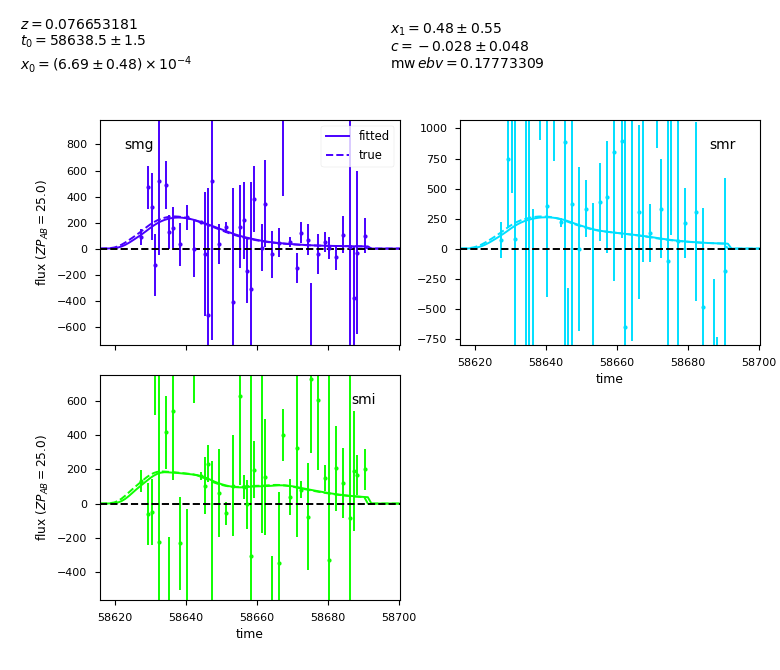 z = 0.076653181
t₀ = 58638.5 ± 1.5
x₀ = (6.69 ± 0.48) × 10⁻⁴
x₁ = 0.48 ± 0.55
c = −0.028 ± 0.048
mw ebv = 0.17773309
smg
fitted
true
800
600
400
200
0
−200
−400
−600
flux (ZP_AB = 25.0)
smr
1000
750
500
250
0
−250
−500
−750
58620 58640 58660 58680 58700
time
smi
600
400
200
0
−200
−400
flux (ZP_AB = 25.0)
58620 58640 58660 58680 58700
time